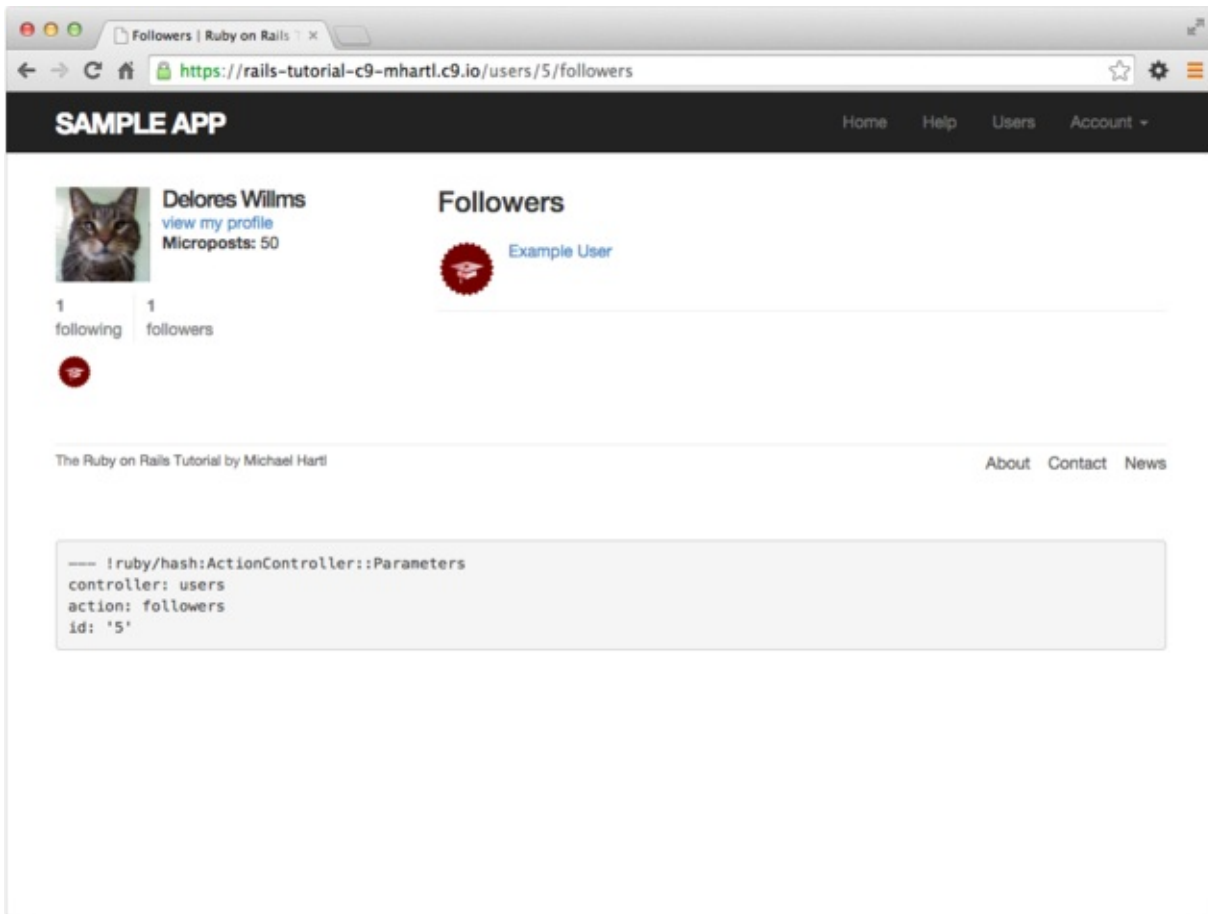 Followers | Ruby on Rails T
https://rails-tutorial-c9-mhartl.c9.io/users/5/followers
SAMPLE APP Home Help Users Account
Delores Willms
view my profile
Microposts: 50
1 1
following followers
Followers
Example User
The Ruby on Rails Tutorial by Michael Hartl About Contact News
--- !ruby/hash:ActionController::Parameters
controller: users
action: followers
id: '5'